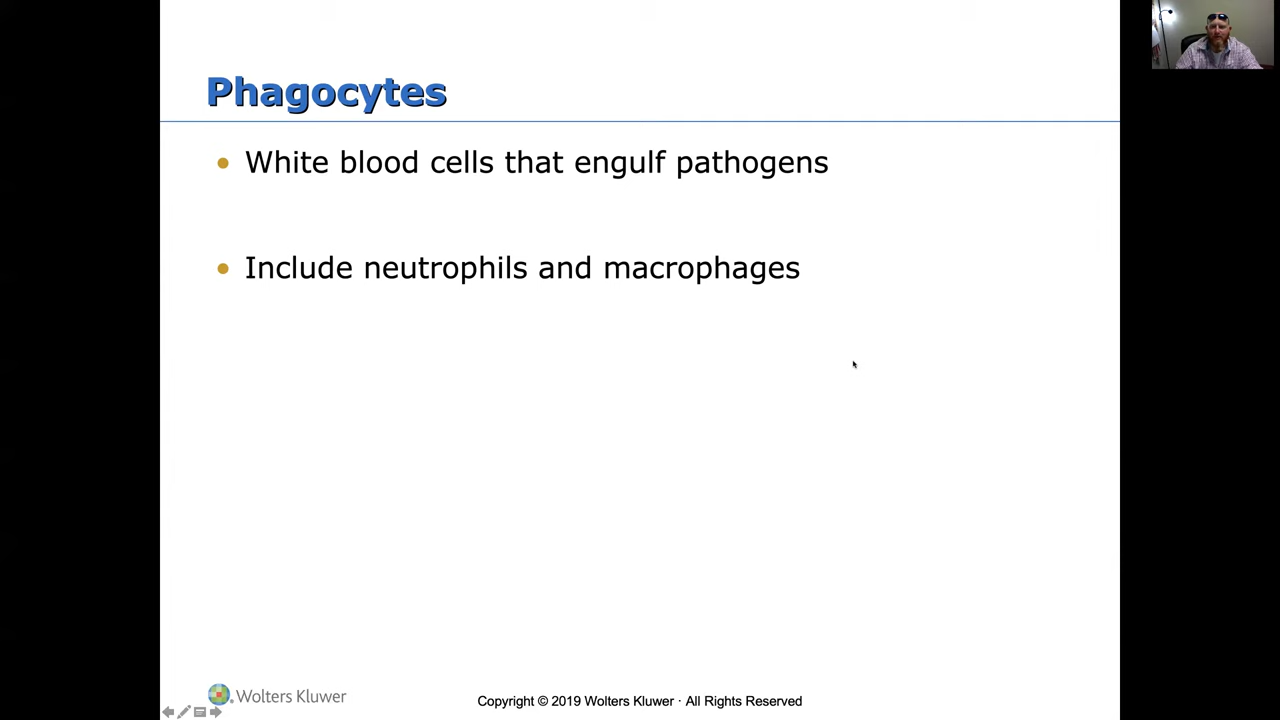 Phagocytes
White blood cells that engulf pathogens
Include neutrophils and macrophages
Wolters Kluwer
Copyright © 2019 Wolters Kluwer · All Rights Reserved